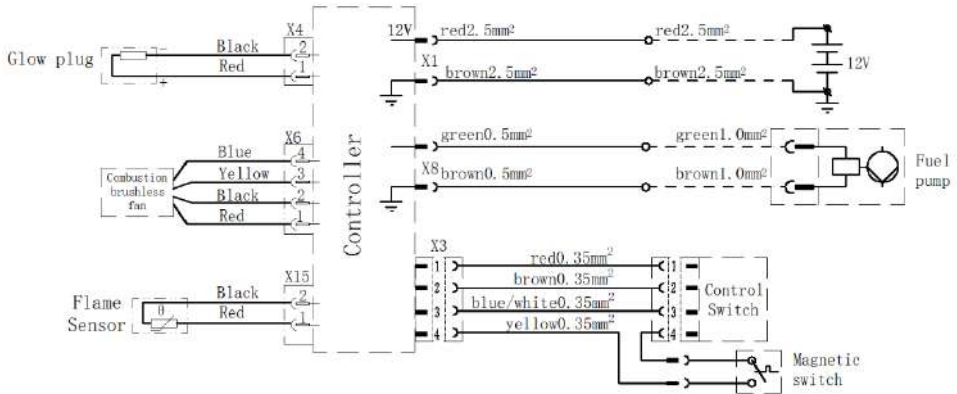 X4
12V
red2.5mm²
red2.5mm²
Glow plug
Black
2
Red
1
-
+
X1
12V
brown2.5mm²
brown2.5mm²
Controller
X6
green0.5mm²
green1.0mm²
Blue
4
Combustion
brushless
fan
Yellow
3
Black
2
Red
1
X8
brown0.5mm²
brown1.0mm²
Fuel
pump
X3
1
red0.35mm²
1
2
brown0.35mm²
2
3
blue/white0.35mm²
3
4
yellow0.35mm²
4
Control
Switch
X15
Flame
Sensor
θ
Black
2
Red
1
Magnetic
switch